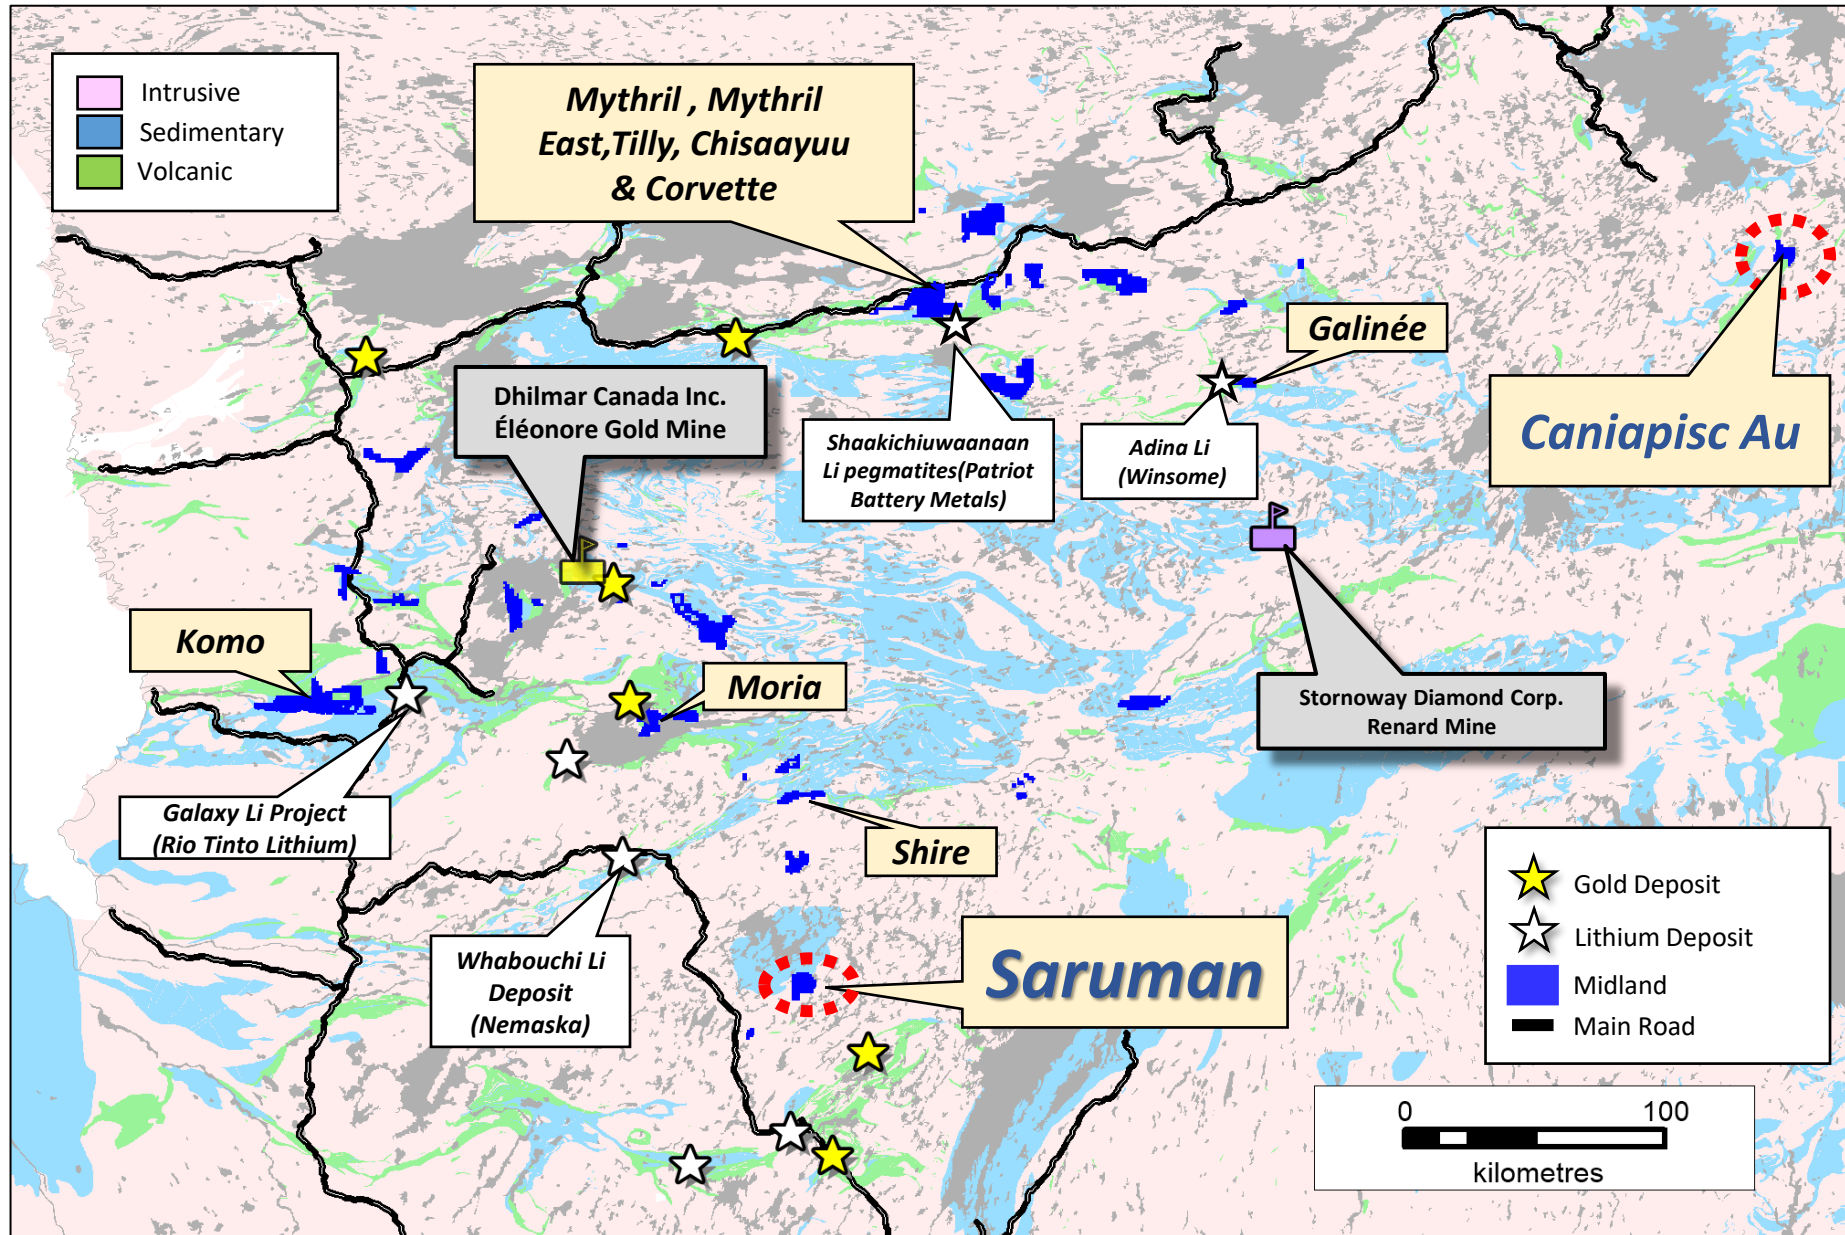 Intrusive
Sedimentary
Volcanic
Mythril , Mythril
East,Tilly, Chisaayuu
& Corvette
Galinée
Caniapisc Au
Dhilmar Canada Inc.
Éléonore Gold Mine
Shaakichiuwaanaan
Li pegmatites(Patriot
Battery Metals)
Adina Li
(Winsome)
Komo
Moria
Stornoway Diamond Corp.
Renard Mine
Galaxy Li Project
(Rio Tinto Lithium)
Shire
Whabouchi Li
Deposit
(Nemaska)
Saruman
Gold Deposit
Lithium Deposit
Midland
Main Road
0 100
kilometres